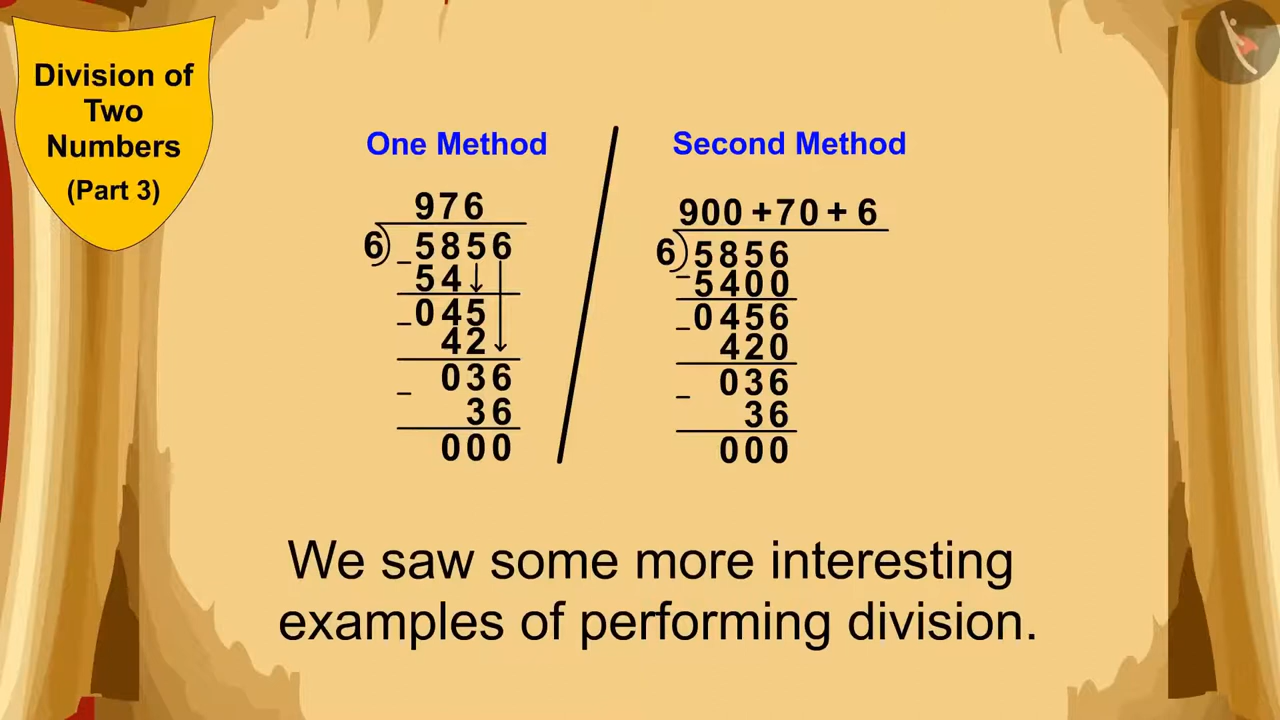 Division of
Two
Numbers
(Part 3)
One Method
976
6) 5856
– 54↓
045
– 42↓
036
– 36
000
Second Method
900 +70 + 6
6) 5856
– 5400
0456
– 420
036
– 36
000
We saw some more interesting
examples of performing division.